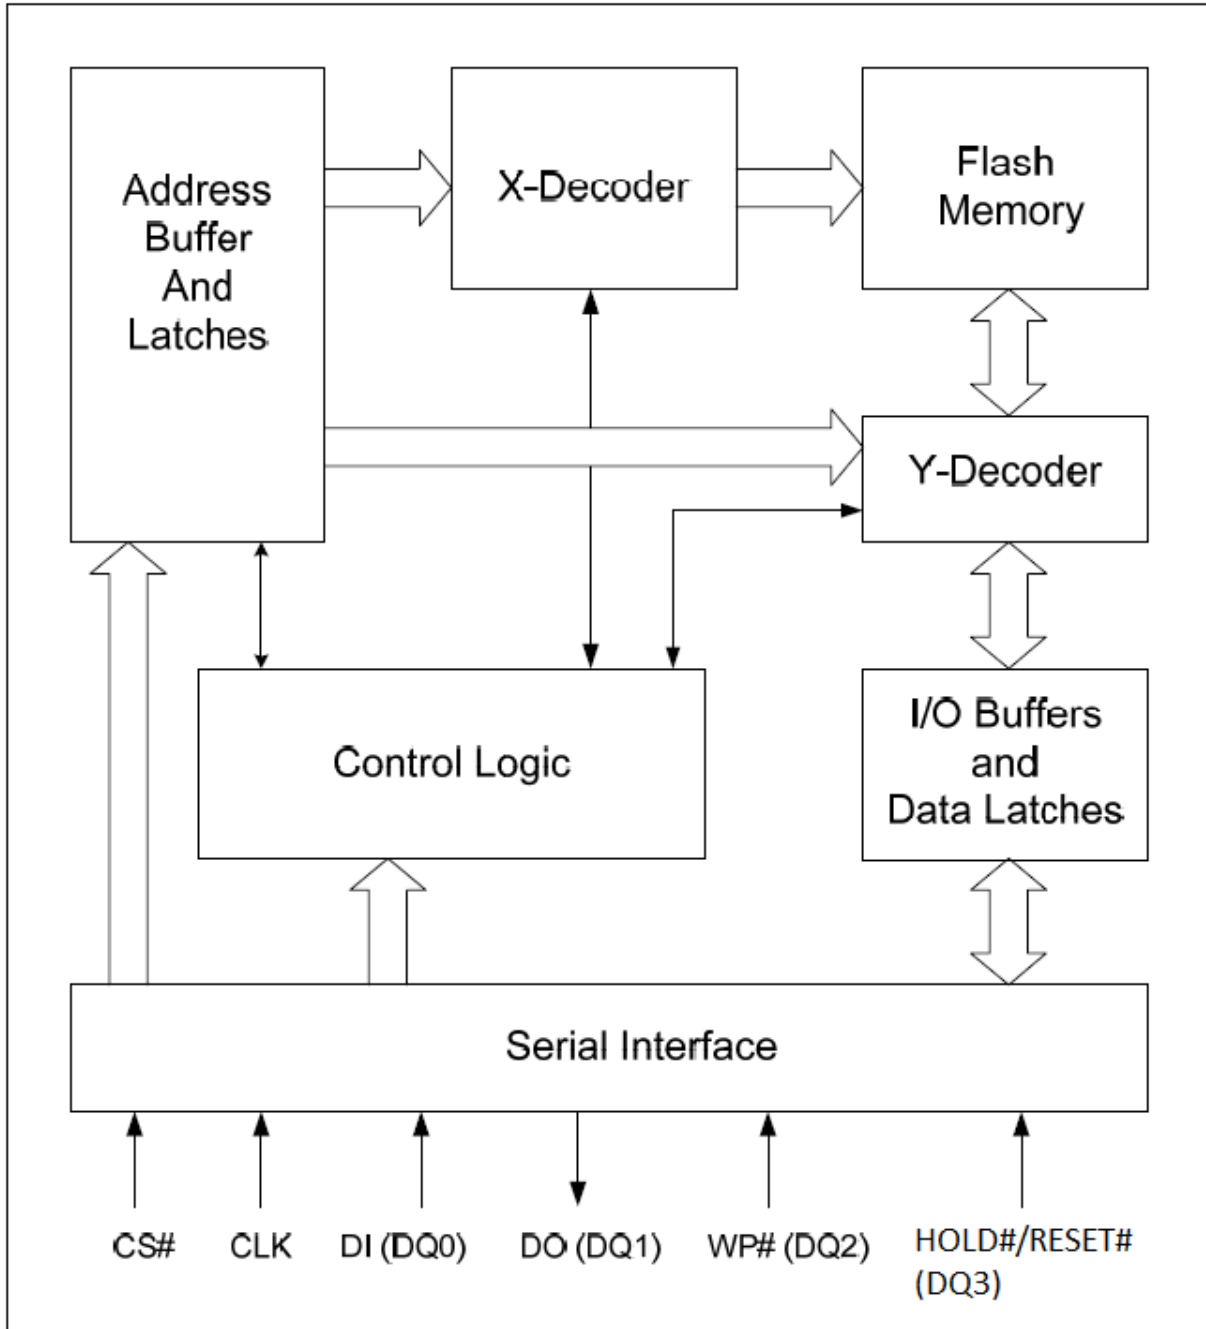 Address
Buffer
And
Latches
X-Decoder
Flash
Memory
Y-Decoder
Control Logic
I/O Buffers
and
Data Latches
Serial Interface
CS#
CLK
DI (DQ0)
DO (DQ1)
WP# (DQ2)
HOLD#/RESET#
(DQ3)